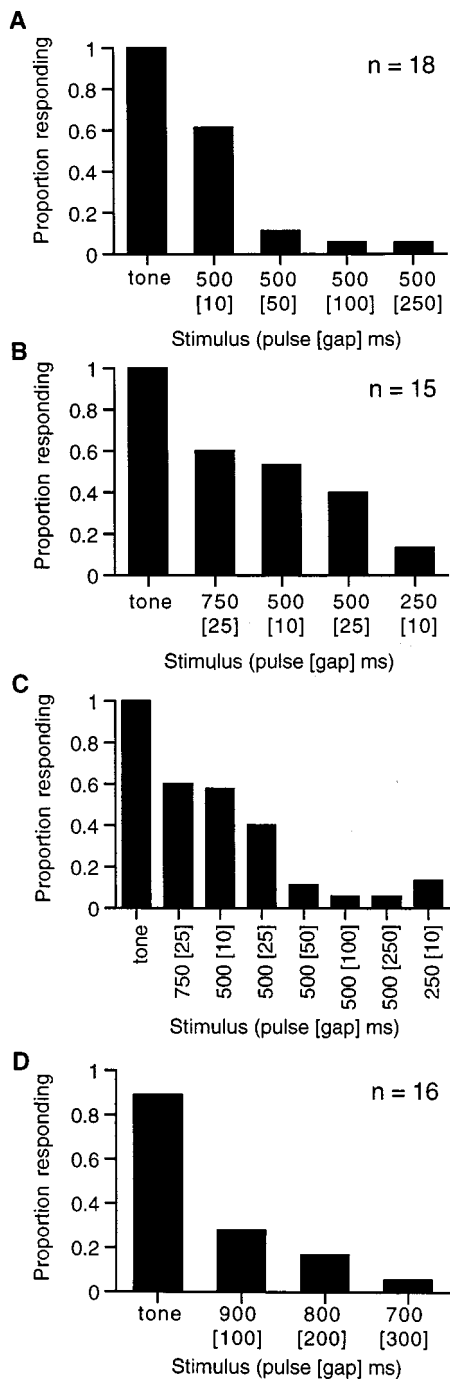 A
Proportion responding
1
0.8
0.6
0.4
0.2
0
n = 18
tone 500 500 500 500
[10] [50] [100] [250]
Stimulus (pulse [gap] ms)
B
Proportion responding
1
0.8
0.6
0.4
0.2
0
n = 15
tone 750 500 500 250
[25] [10] [25] [10]
Stimulus (pulse [gap] ms)
C
Proportion responding
1
0.8
0.6
0.4
0.2
0
tone
750 [25]
500 [10]
500 [25]
500 [50]
500 [100]
500 [250]
250 [10]
Stimulus (pulse [gap] ms)
D
Proportion responding
1
0.8
0.6
0.4
0.2
0
n = 16
tone 900 800 700
[100] [200] [300]
Stimulus (pulse [gap] ms)